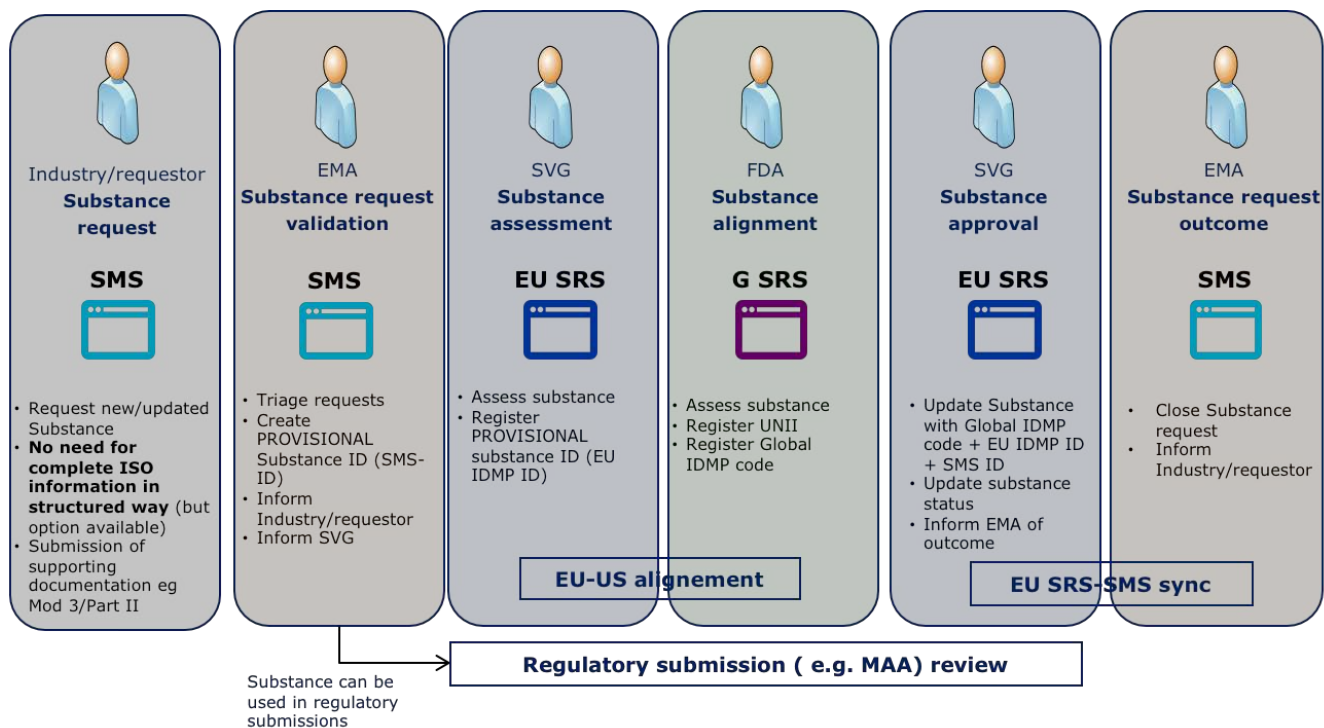 Industry/requestor
Substance
request
SMS
• Request new/updated
Substance
• No need for
complete ISO
information in
structured way (but
option available)
• Submission of
supporting
documentation eg
Mod 3/Part II
EMA
Substance request
validation
SMS
• Triage requests
• Create
PROVISIONAL
Substance ID (SMS-
ID)
• Inform
Industry/requestor
• Inform SVG
SVG
Substance
assessment
EU SRS
• Assess substance
• Register
PROVISIONAL
substance ID (EU
IDMP ID)
FDA
Substance
alignment
G SRS
• Assess substance
• Register UNII
• Register Global
IDMP code
EU-US alignement
SVG
Substance
approval
EU SRS
• Update Substance
with Global IDMP
code + EU IDMP ID
+ SMS ID
• Update substance
status
• Inform EMA of
outcome
EMA
Substance request
outcome
SMS
• Close Substance
request
• Inform
Industry/requestor
EU SRS-SMS sync
Regulatory submission ( e.g. MAA) review
Substance can be
used in regulatory
submissions